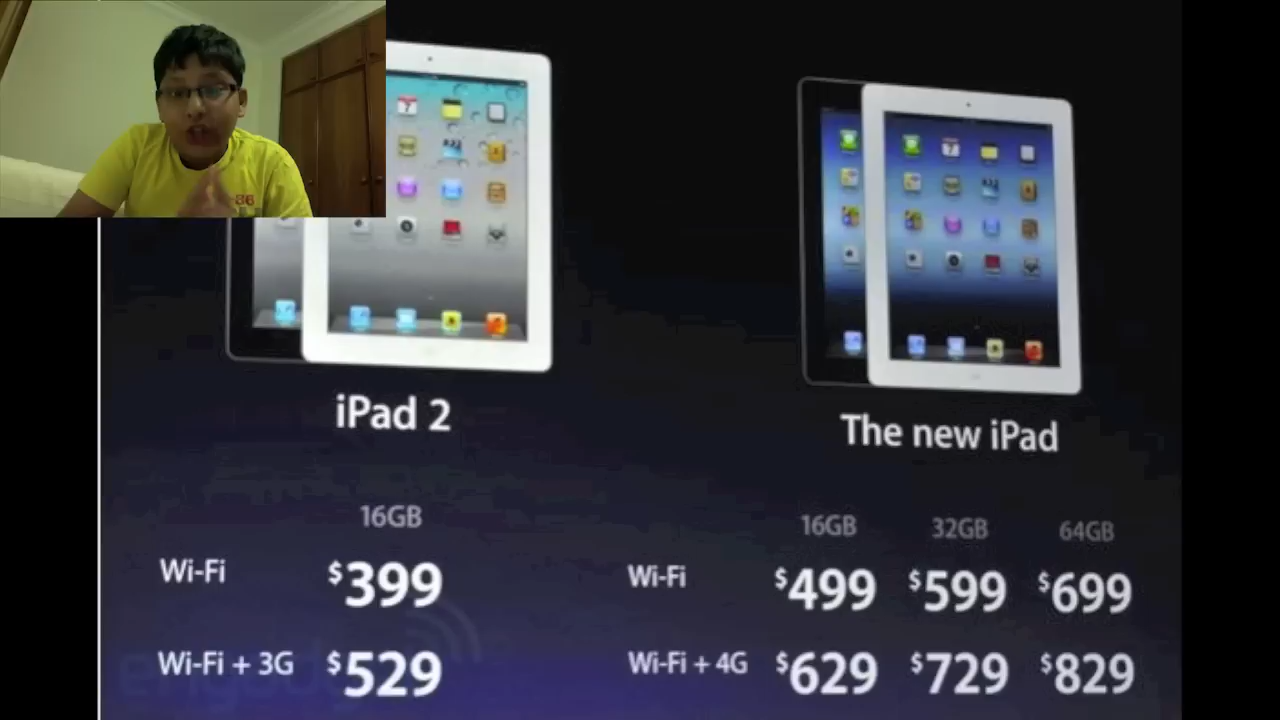 iPad 2
16GB
Wi-Fi $399
Wi-Fi + 3G $529
The new iPad
16GB 32GB 64GB
Wi-Fi $499 $599 $699
Wi-Fi + 4G $629 $729 $829